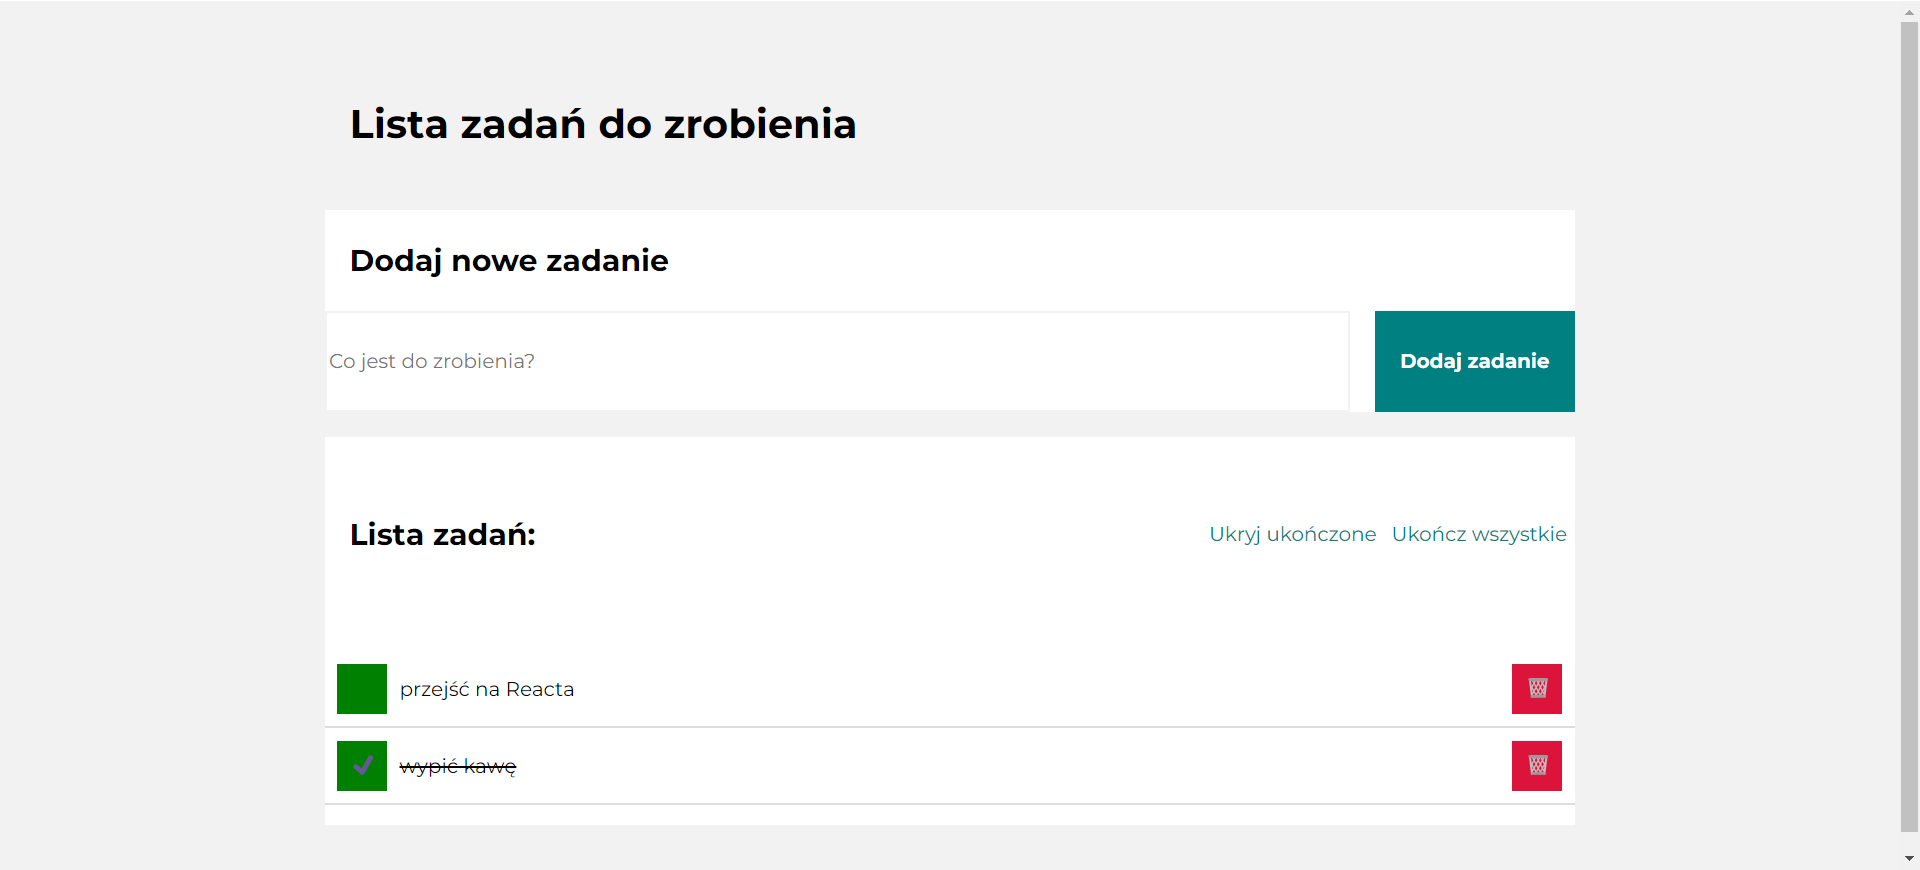 Lista zadań do zrobienia
Dodaj nowe zadanie
Co jest do zrobienia?
Dodaj zadanie
Lista zadań:
Ukryj ukończone
Ukończ wszystkie
przejść na Reacta
wypić kawę